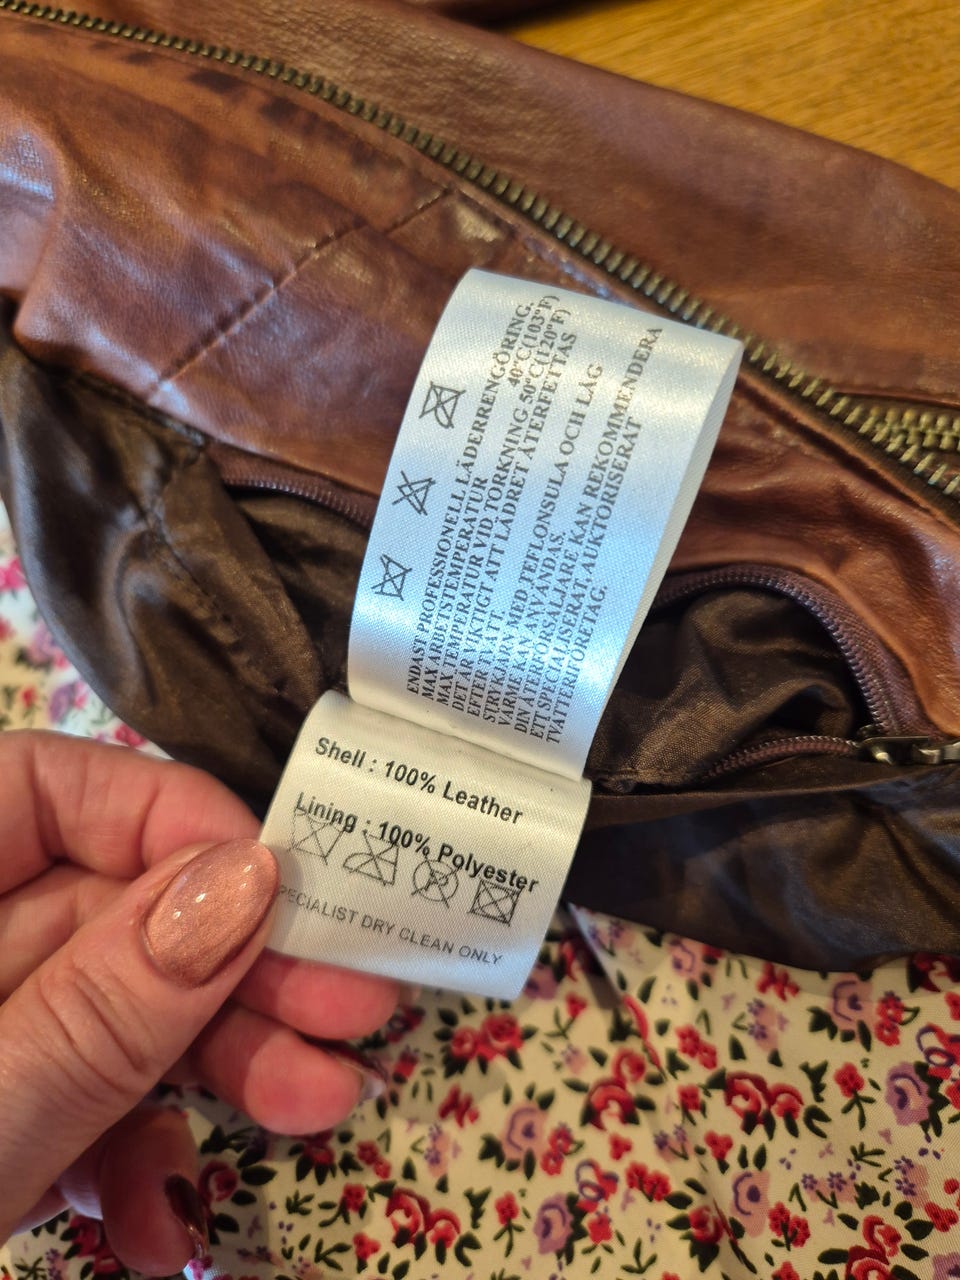 ENDAST PROFESSIONELL LÄDERRENGÖRING.
MAX ARBETSTEMPERATUR 40°C(103°F)
MAX TEMPERATUR VID TORKNING 50°C(120°F)
DET ÄR VIKTIGT ATT LÄDRET ÅTERFETTAS
EFTER TVÄTT.
STRYKJÄRN MED TEFLONSULA OCH LÅG
VÄRME KAN ANVÄNDAS.
DIN ÅTERFÖRSÄLJARE KAN REKOMMENDERA
ETT SPECIALISERAT, AUKTORISERAT
TVÄTTERIFÖRETAG.
Shell : 100% Leather
Lining : 100% Polyester
P
SPECIALIST DRY CLEAN ONLY